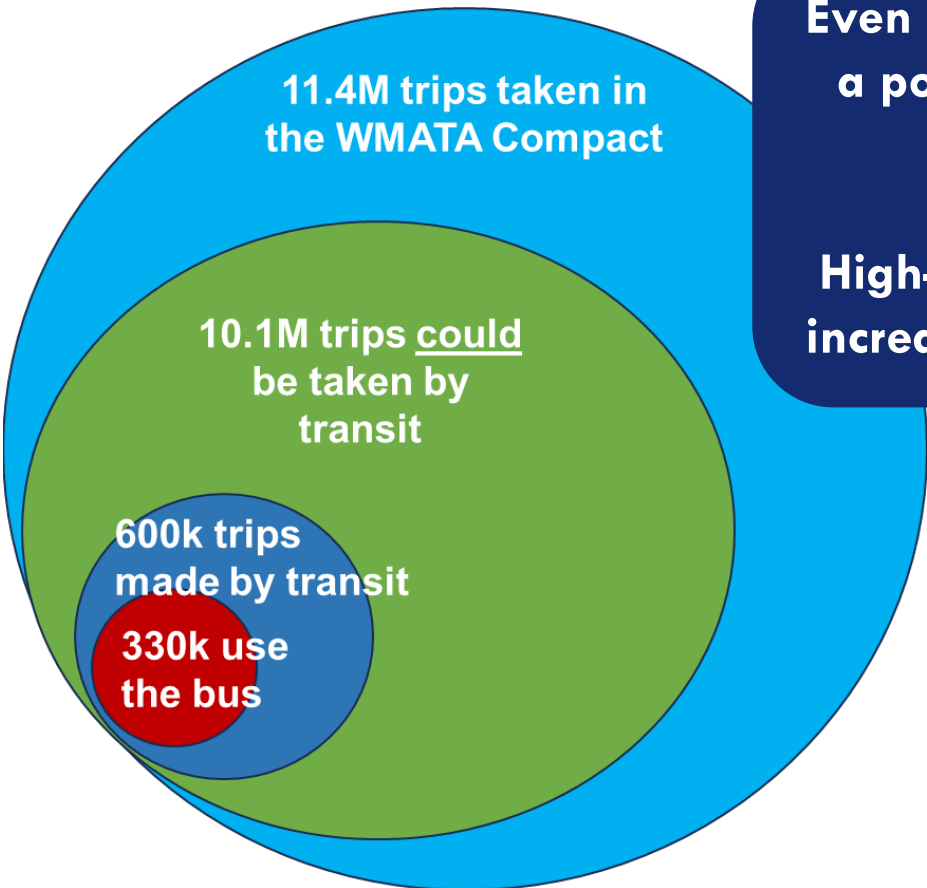 Even
a po
11.4M trips taken in
the WMATA Compact
High-
increa
10.1M trips could
be taken by
transit
600k trips
made by transit
330k use
the bus